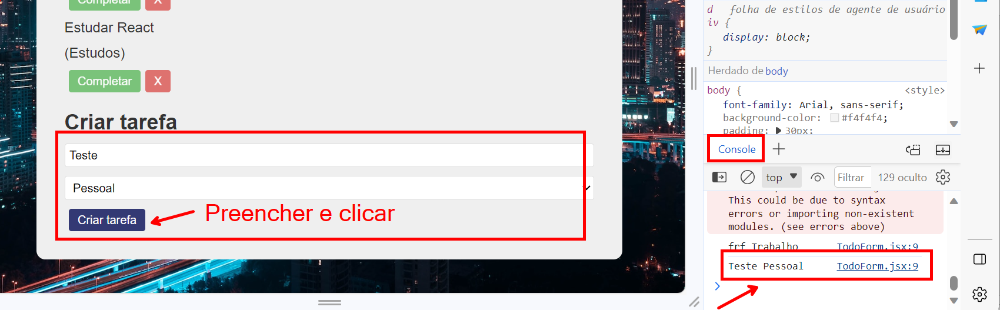 Completar X
Estudar React
(Estudos)
Completar X
Criar tarefa
Teste
Pessoal
Criar tarefa
Preencher e clicar
d folha de estilos de agente de usuário
iv {
display: block;
}
Herdado de body
body { <style>
font-family: Arial, sans-serif;
background-color: #f4f4f4;
padding: 30px;
Console
top Filtrar 129 oculto
This could be due to syntax
errors or importing non-existent
modules. (see errors above)
frf Trabalho TodoForm.jsx:9
Teste Pessoal TodoForm.jsx:9